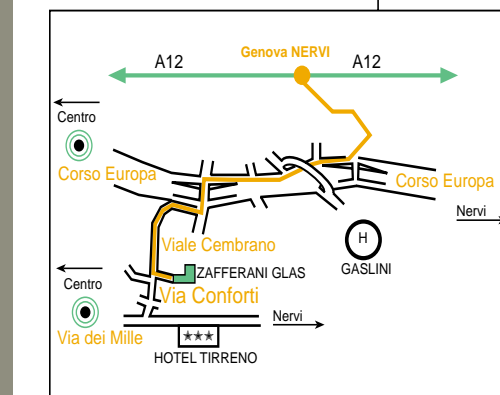 Genova NERVI
A12
A12
Centro
Corso Europa
Corso Europa
Nervi
H
GASLINI
Viale Cembrano
ZAFFERANI GLAS
Centro
Via Conforti
Nervi
Via dei Mille
★★★
HOTEL TIRRENO